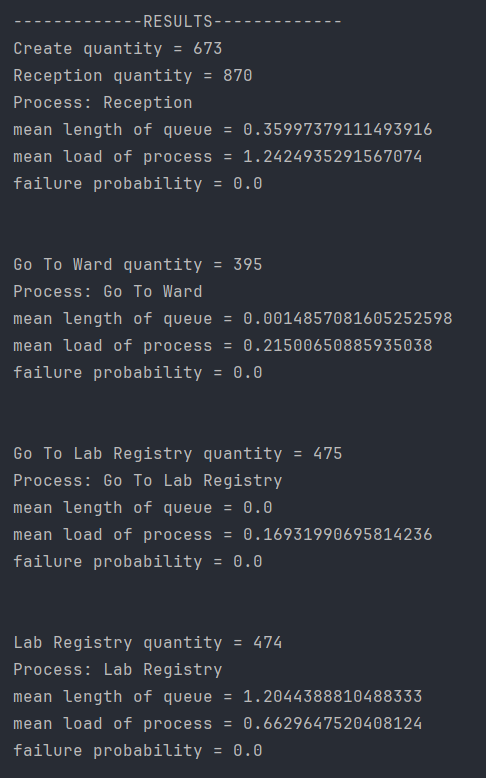 -------------RESULTS-------------
Create quantity = 673
Reception quantity = 870
Process: Reception
mean length of queue = 0.35997379111493916
mean load of process = 1.2424935291567074
failure probability = 0.0
Go To Ward quantity = 395
Process: Go To Ward
mean length of queue = 0.0014857081605252598
mean load of process = 0.21500650885935038
failure probability = 0.0
Go To Lab Registry quantity = 475
Process: Go To Lab Registry
mean length of queue = 0.0
mean load of process = 0.16931990695814236
failure probability = 0.0
Lab Registry quantity = 474
Process: Lab Registry
mean length of queue = 1.2044388810488333
mean load of process = 0.6629647520408124
failure probability = 0.0